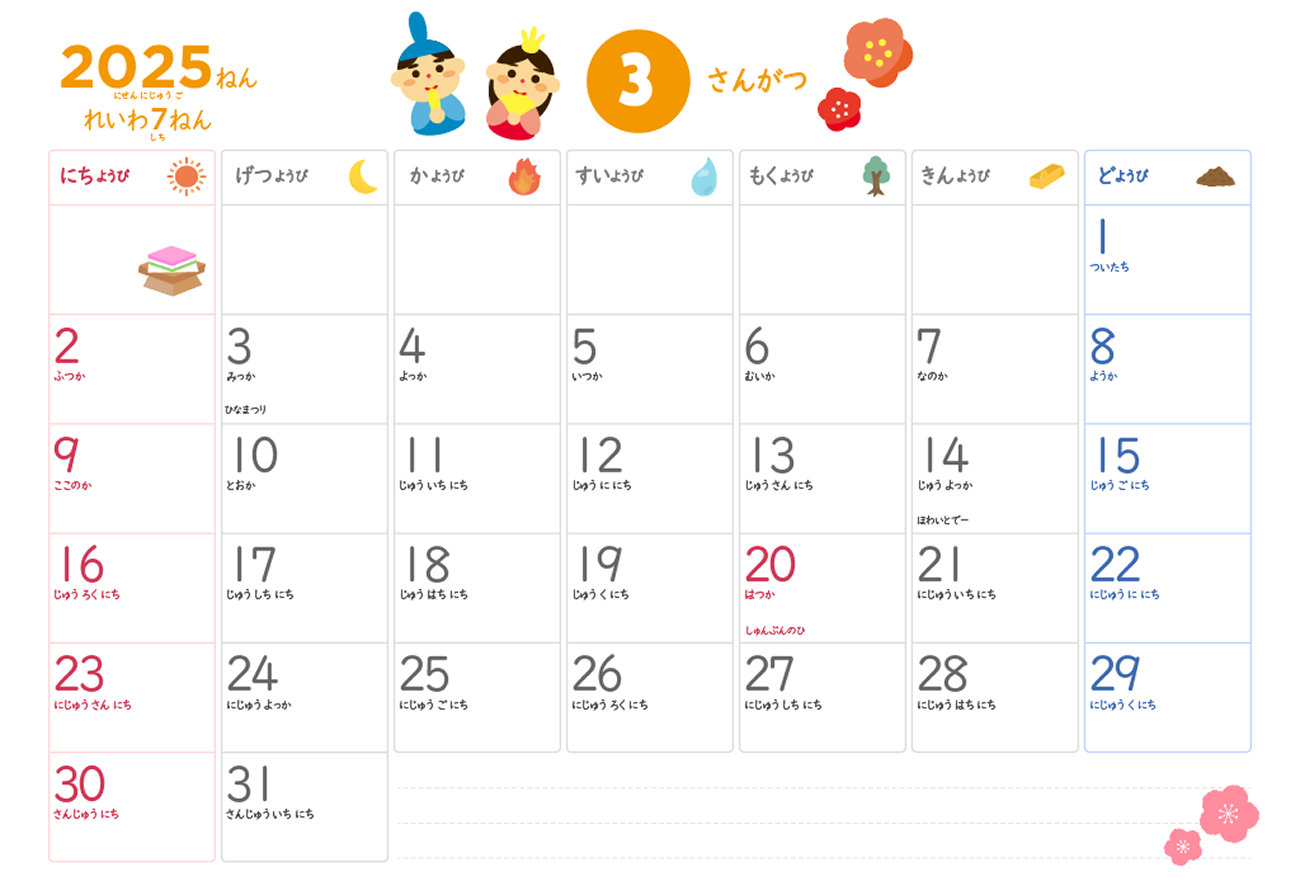 2025ねん
にせん にじゅう ご
れいわ7ねん
しち
3 さんがつ
にちようび げつようび かようび すいようび もくようび きんようび どようび
1
ついたち
2 3 4 5 6 7 8
ふつか みっか よっか いつか むいか なのか ようか
ひなまつり
9 10 11 12 13 14 15
ここのか とおか じゅう いち にち じゅう に にち じゅう さん にち じゅう よっか じゅう ご にち
ほわいとでー
16 17 18 19 20 21 22
じゅう ろく にち じゅう しち にち じゅう はち にち じゅう く にち はつか にじゅう いち にち にじゅう に にち
しゅんぶんのひ
23 24 25 26 27 28 29
にじゅう さん にち にじゅう よっか にじゅう ご にち にじゅう ろく にち にじゅう しち にち にじゅう はち にち にじゅう く にち
30 31
さんじゅう にち さんじゅう いち にち